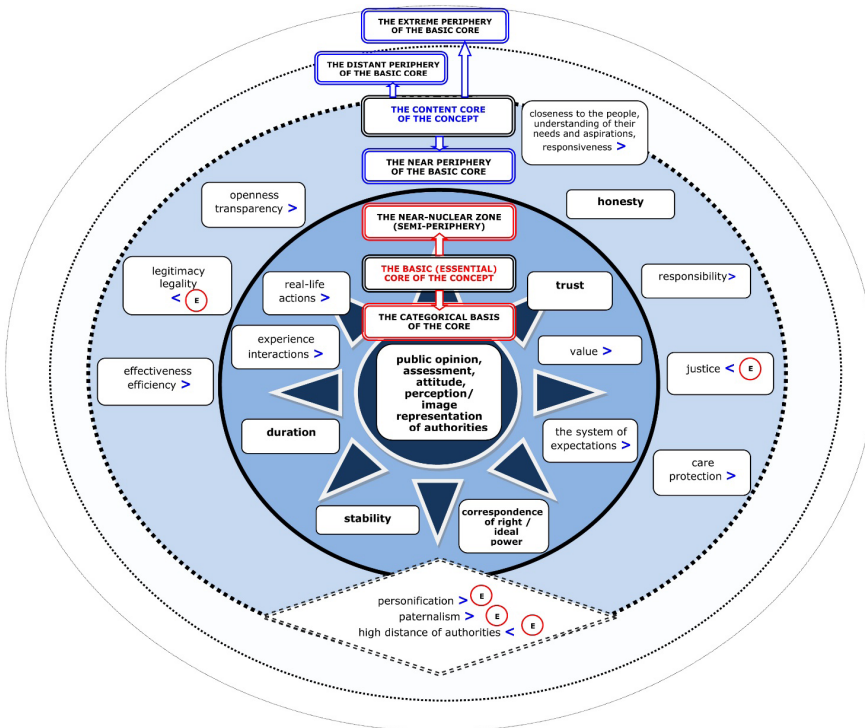 THE EXTREME PERIPHERY
OF THE BASIC CORE
THE DISTANT PERIPHERY
OF THE BASIC CORE
THE CONTENT CORE
OF THE CONCEPT
closeness to the people,
understanding of their
needs and aspirations,
responsiveness >
THE NEAR PERIPHERY
OF THE BASIC CORE
openness
transparency >
honesty
THE NEAR-NUCLEAR ZONE
(SEMI-PERIPHERY)
legitimacy
legality
< E
real-life
actions >
THE BASIC (ESSENTIAL)
CORE OF THE CONCEPT
trust
responsibility>
THE CATEGORICAL BASIS
OF THE CORE
experience
interactions >
value >
effectiveness
efficiency >
public opinion,
assessment,
attitude,
perception/
image
representation
of authorities
justice < E
duration
the system of
expectations >
care
protection >
stability
correspondence
of right /
ideal
power
personification > E
paternalism > E
high distance of authorities < E